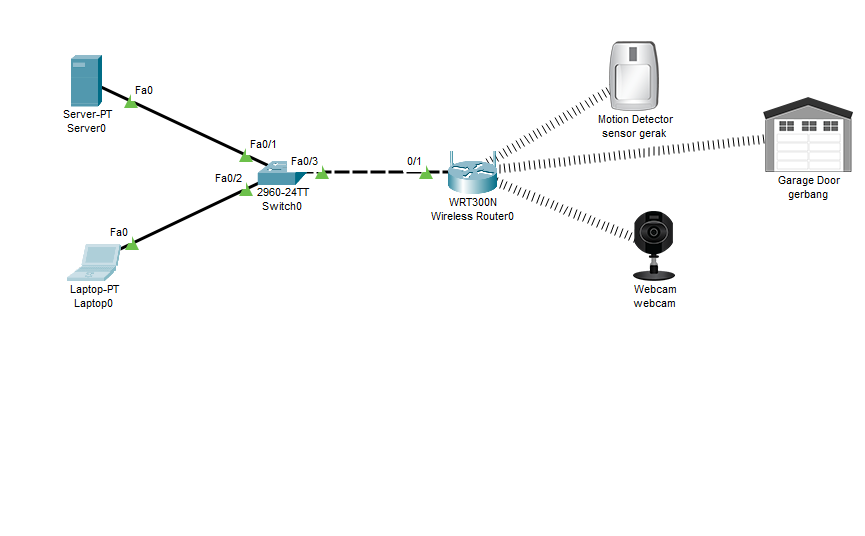 Fa0
Server-PT
Server0
Fa0/1
Fa0/3
Fa0/2
2960-24TT
Switch0
Fa0
Laptop-PT
Laptop0
0/1
WRT300N
Wireless Router0
Motion Detector
sensor gerak
Garage Door
gerbang
Webcam
webcam